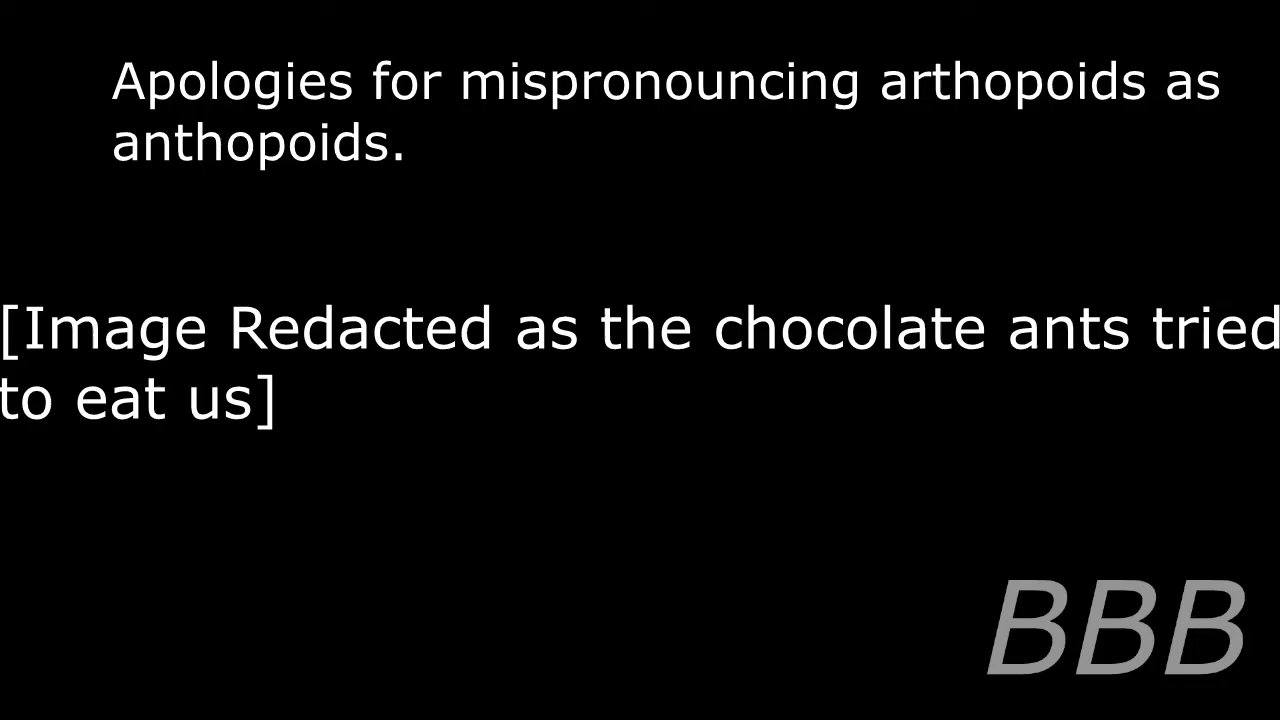 Apologies for mispronouncing arthopoids as
anthopoids.
[Image Redacted as the chocolate ants tried
to eat us]
BBB